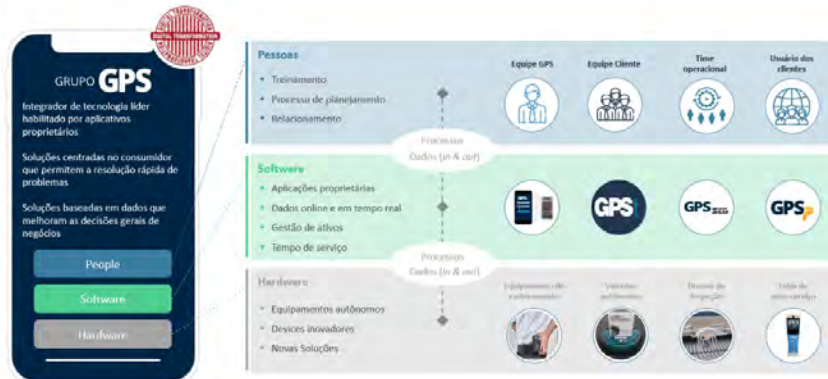 DIGITAL TRANSFORMATION
GRUPO GPS
Integrador de tecnologia líder
habilitado por aplicativos
proprietários
Soluções centradas no consumidor
que permitem a resolução rápida de
problemas
Soluções baseadas em dados que
melhoram as decisões gerais de
negócios
People
Software
Hardware
Pessoas
• Treinamento
• Processo de planejamento
• Relacionamento
Equipe GPS
Equipe Cliente
Time
operacional
Usuário dos
clientes
Processos
Dados (in & out)
Software
• Aplicações proprietárias
• Dados online e em tempo real
• Gestão de ativos
• Tempo de serviço
GPS
GPS
GPS
Processos
Dados (in & out)
Hardware
• Equipamentos autônomos
• Devices inovadores
• Novas Soluções
Equipamento de